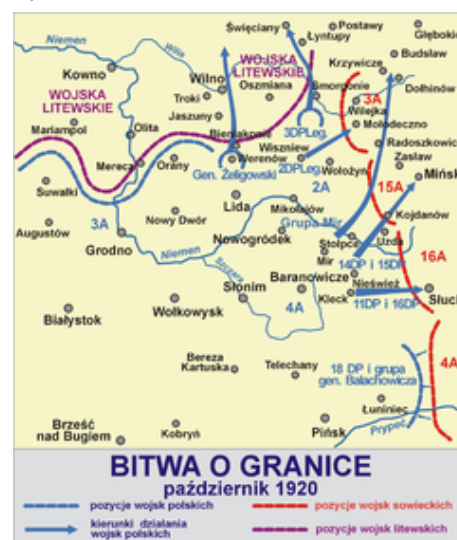 Święciany
Postawy
Głębokie
Łyntupy
Niemen
Wilia
Budsław
Kowno
WOJSKA
LITEWSKIE
Krzywicze
Wilno
Dołhinów
Smorgonie
WOJSKA
LITEWSKIE
Troki
Oszmiana
3A
Wilejka
Mariampol
Jaszuny
3DPLeg.
Olita
Mołodeczno
Bieniakonie
Radoszkowice
Wiszniew
Merecz
Orany
Werenów
2DPLeg.
Zasław
Gen. Żeligowski
Wołożyn
Mińsk
Suwałki
2A
15A
Lida
3A
Nowy Dwór
Mikołajów
Kojdanów
Augustów
Grupa Mir
Grodno
Nowogródek
Stołpce
Uzda
Niemen
Mir
14DP i 15DP
16A
Szczara
Baranowicze
Nieśwież
Słonim
Kleck
Słuck
4A
11DP i 16DP
Białystok
Wołkowysk
Bereza
Kartuska
Telechany
18 DP i grupa
gen. Bałachowicza
4A
Łuniniec
Brześć
nad Bugiem
Kobryń
Pińsk
Prypeć
BITWA O GRANICE
październik 1920
pozycje wojsk polskich
pozycje wojsk sowieckich
kierunki działania
wojsk polskich
pozycje wojsk litewskich